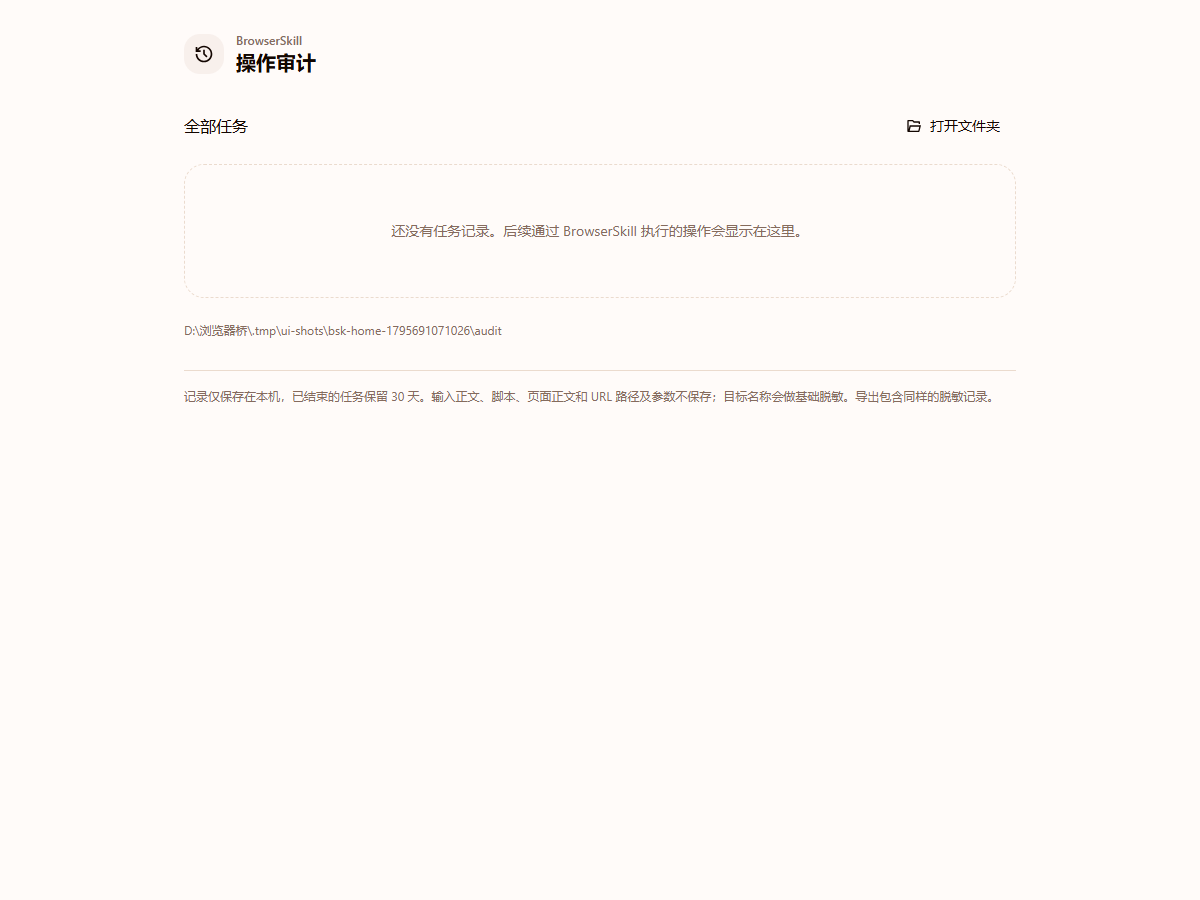 BrowserSkill
操作审计
全部任务
打开文件夹
还没有任务记录。后续通过 BrowserSkill 执行的操作会显示在这里。
D:\浏览器桥\.tmp\ui-shots\bsk-home-1795691071026\audit
记录仅保存在本机，已结束的任务保留 30 天。输入正文、脚本、页面正文和 URL 路径及参数不保存；目标名称会做基础脱敏。导出包含同样的脱敏记录。